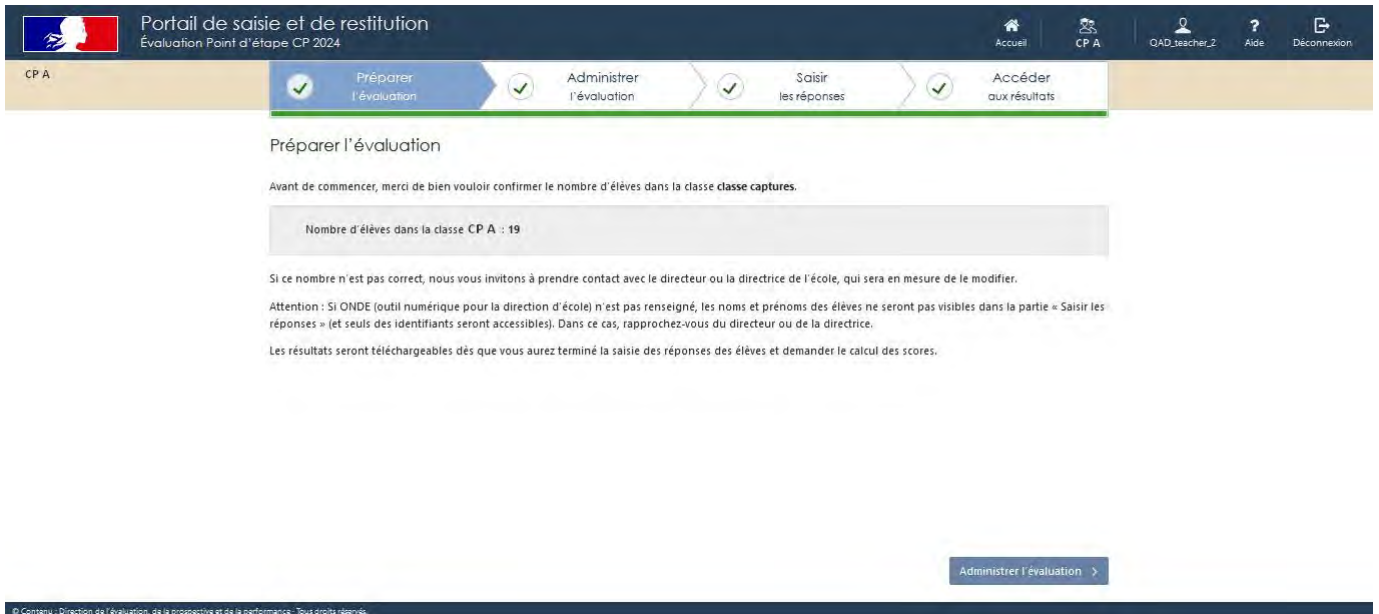 Portail de saisie et de restitution
Évaluation Point d'étape CP 2024
Accueil
CP A
QAD_teacher_2
?
Aide
Déconnexion
CP A
Préparer
l'évaluation
Administrer
l'évaluation
Saisir
les réponses
Accéder
aux résultats
Préparer l'évaluation
Avant de commencer, merci de bien vouloir confirmer le nombre d'élèves dans la classe classe captures.
Nombre d'élèves dans la classe CP A : 19
Si ce nombre n'est pas correct, nous vous invitons à prendre contact avec le directeur ou la directrice de l'école, qui sera en mesure de le modifier.
Attention : Si ONDE (outil numérique pour la direction d'école) n'est pas renseigné, les noms et prénoms des élèves ne seront pas visibles dans la partie « Saisir les
réponses » (et seuls des identifiants seront accessibles). Dans ce cas, rapprochez-vous du directeur ou de la directrice.
Les résultats seront téléchargeables dès que vous aurez terminé la saisie des réponses des élèves et demander le calcul des scores.
Administrer l'évaluation >
© Contenu : Direction de l'évaluation, de la prospective et de la performance - Tous droits réservés.